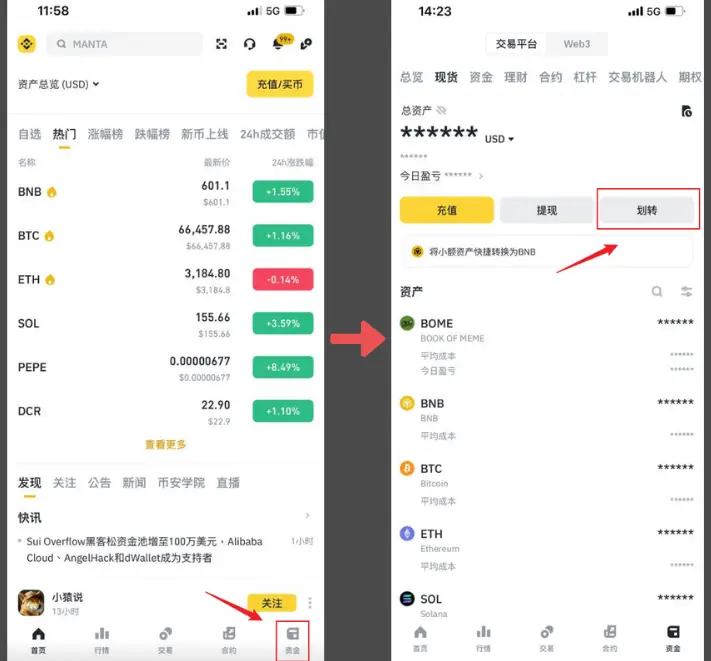 11:58
5G
MANTA
99+
资产总览 (USD)
充值/买币
自选 热门 涨幅榜 跌幅榜 新币上线 24h成交额 市值
名称 最新价 24h涨跌幅
BNB 601.1 +1.55%
$601.1
BTC 66,457.88 +1.16%
$66,457.88
ETH 3,184.80 -0.14%
$3,184.8
SOL 155.66 +3.59%
$155.66
PEPE 0.00000677 +8.49%
$0.00000677
DCR 22.90 +1.10%
$22.9
查看更多
发现 关注 公告 新闻 币安学院 直播
快讯
Sui Overflow黑客松资金池增至100万美元，Alibaba 1小时
Cloud、AngelHack和dWallet成为支持者
小猿说
13小时
关注
首页 行情 交易 合约 资金
14:23
5G
交易平台 Web3
总览 现货 资金 理财 合约 杠杆 交易机器人 期权
总资产
****** USD
******
今日盈亏 ******
充值 提现 划转
将小额资产快捷转换为BNB
资产
BOME ******
BOOK OF MEME
平均成本 ******
今日盈亏 ******
BNB ******
BNB
平均成本 ******
BTC ******
Bitcoin
平均成本 ******
ETH ******
Ethereum
平均成本 ******
SOL ******
Solana
首页 行情 交易 合约 资金